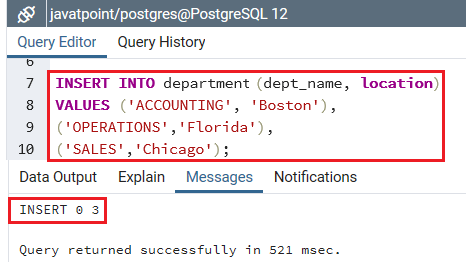 javatpoint/postgres@PostgreSQL 12
Query Editor Query History
6
7 INSERT INTO department(dept_name, location)
8 VALUES ('ACCOUNTING', 'Boston'),
9 ('OPERATIONS','Florida'),
10 ('SALES','Chicago');
Data Output Explain Messages Notifications
INSERT 0 3
Query returned successfully in 521 msec.